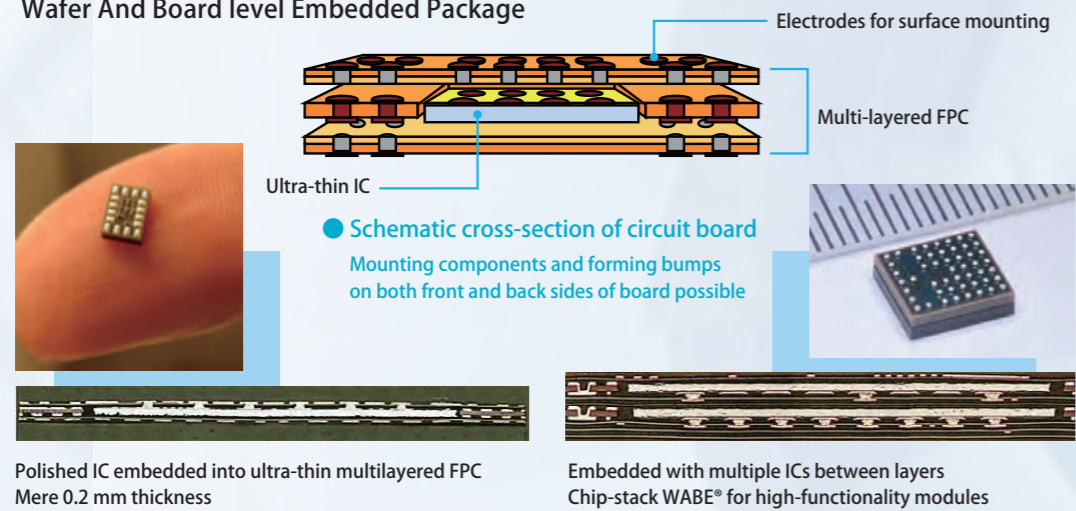 Wafer And Board level Embedded Package
Electrodes for surface mounting
Multi-layered FPC
Ultra-thin IC
● Schematic cross-section of circuit board
Mounting components and forming bumps
on both front and back sides of board possible
Polished IC embedded into ultra-thin multilayered FPC
Mere 0.2 mm thickness
Embedded with multiple ICs between layers
Chip-stack WABE® for high-functionality modules